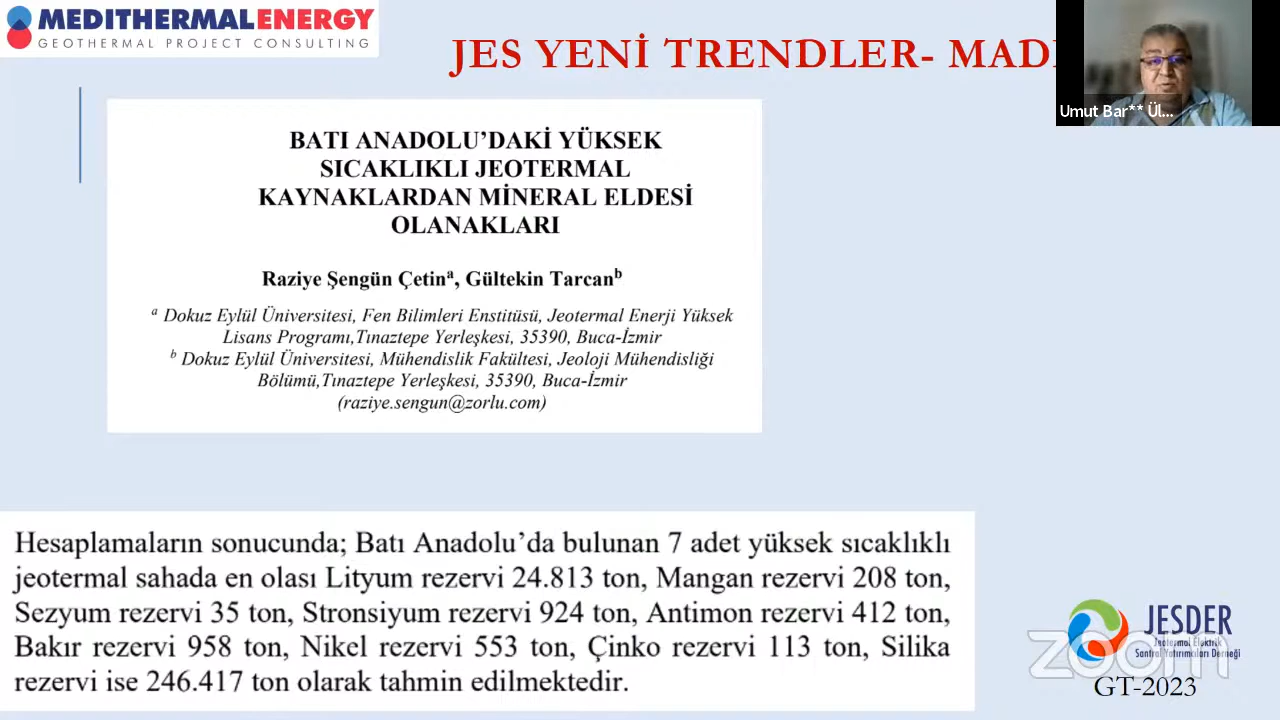 MEDITHERMALENERGY
GEOTHERMAL PROJECT CONSULTING
JES YENİ TRENDLER- MAD
Umut Bar** Ül...
BATI ANADOLU’DAKİ YÜKSEK
SICAKLIKLI JEOTERMAL
KAYNAKLARDAN MİNERAL ELDESİ
OLANAKLARI
Raziye Şengün Çetinᵃ, Gültekin Tarcanᵇ
ᵃ Dokuz Eylül Üniversitesi, Fen Bilimleri Enstitüsü, Jeotermal Enerji Yüksek
Lisans Programı,Tınaztepe Yerleşkesi, 35390, Buca-İzmir
ᵇ Dokuz Eylül Üniversitesi, Mühendislik Fakültesi, Jeoloji Mühendisliği
Bölümü,Tınaztepe Yerleşkesi, 35390, Buca-İzmir
(raziye.sengun@zorlu.com)
Hesaplamaların sonucunda; Batı Anadolu’da bulunan 7 adet yüksek sıcaklıklı
jeotermal sahada en olası Lityum rezervi 24.813 ton, Mangan rezervi 208 ton,
Sezyum rezervi 35 ton, Stronsiyum rezervi 924 ton, Antimon rezervi 412 ton,
Bakır rezervi 958 ton, Nikel rezervi 553 ton, Çinko rezervi 113 ton, Silika
rezervi ise 246.417 ton olarak tahmin edilmektedir.
JESDER
Jeotermal Elektrik
Santral Yatırımcıları Derneği
zoom
GT-2023